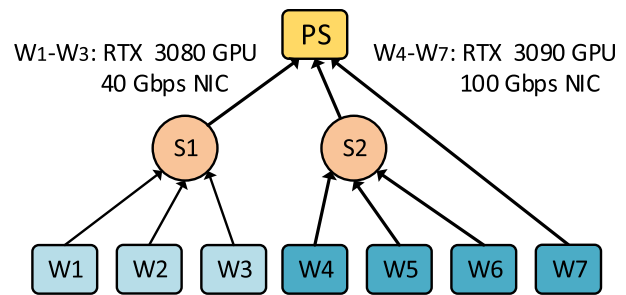 PS
W1-W3: RTX 3080 GPU
40 Gbps NIC
W4-W7: RTX 3090 GPU
100 Gbps NIC
S1
S2
W1
W2
W3
W4
W5
W6
W7